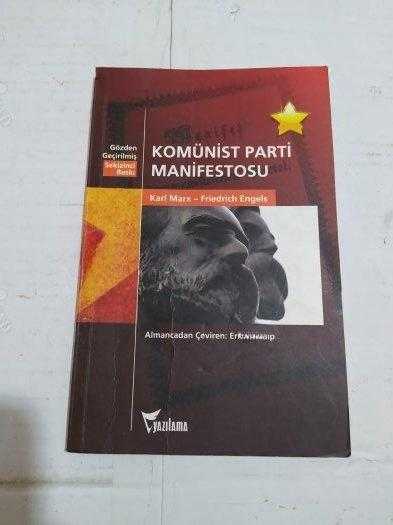 Gözden
Geçirilmiş
Sekizinci
Baskı
KOMÜNİST PARTİ
MANİFESTOSU
Karl Marx – Friedrich Engels
Almancadan Çeviren:
yazılama